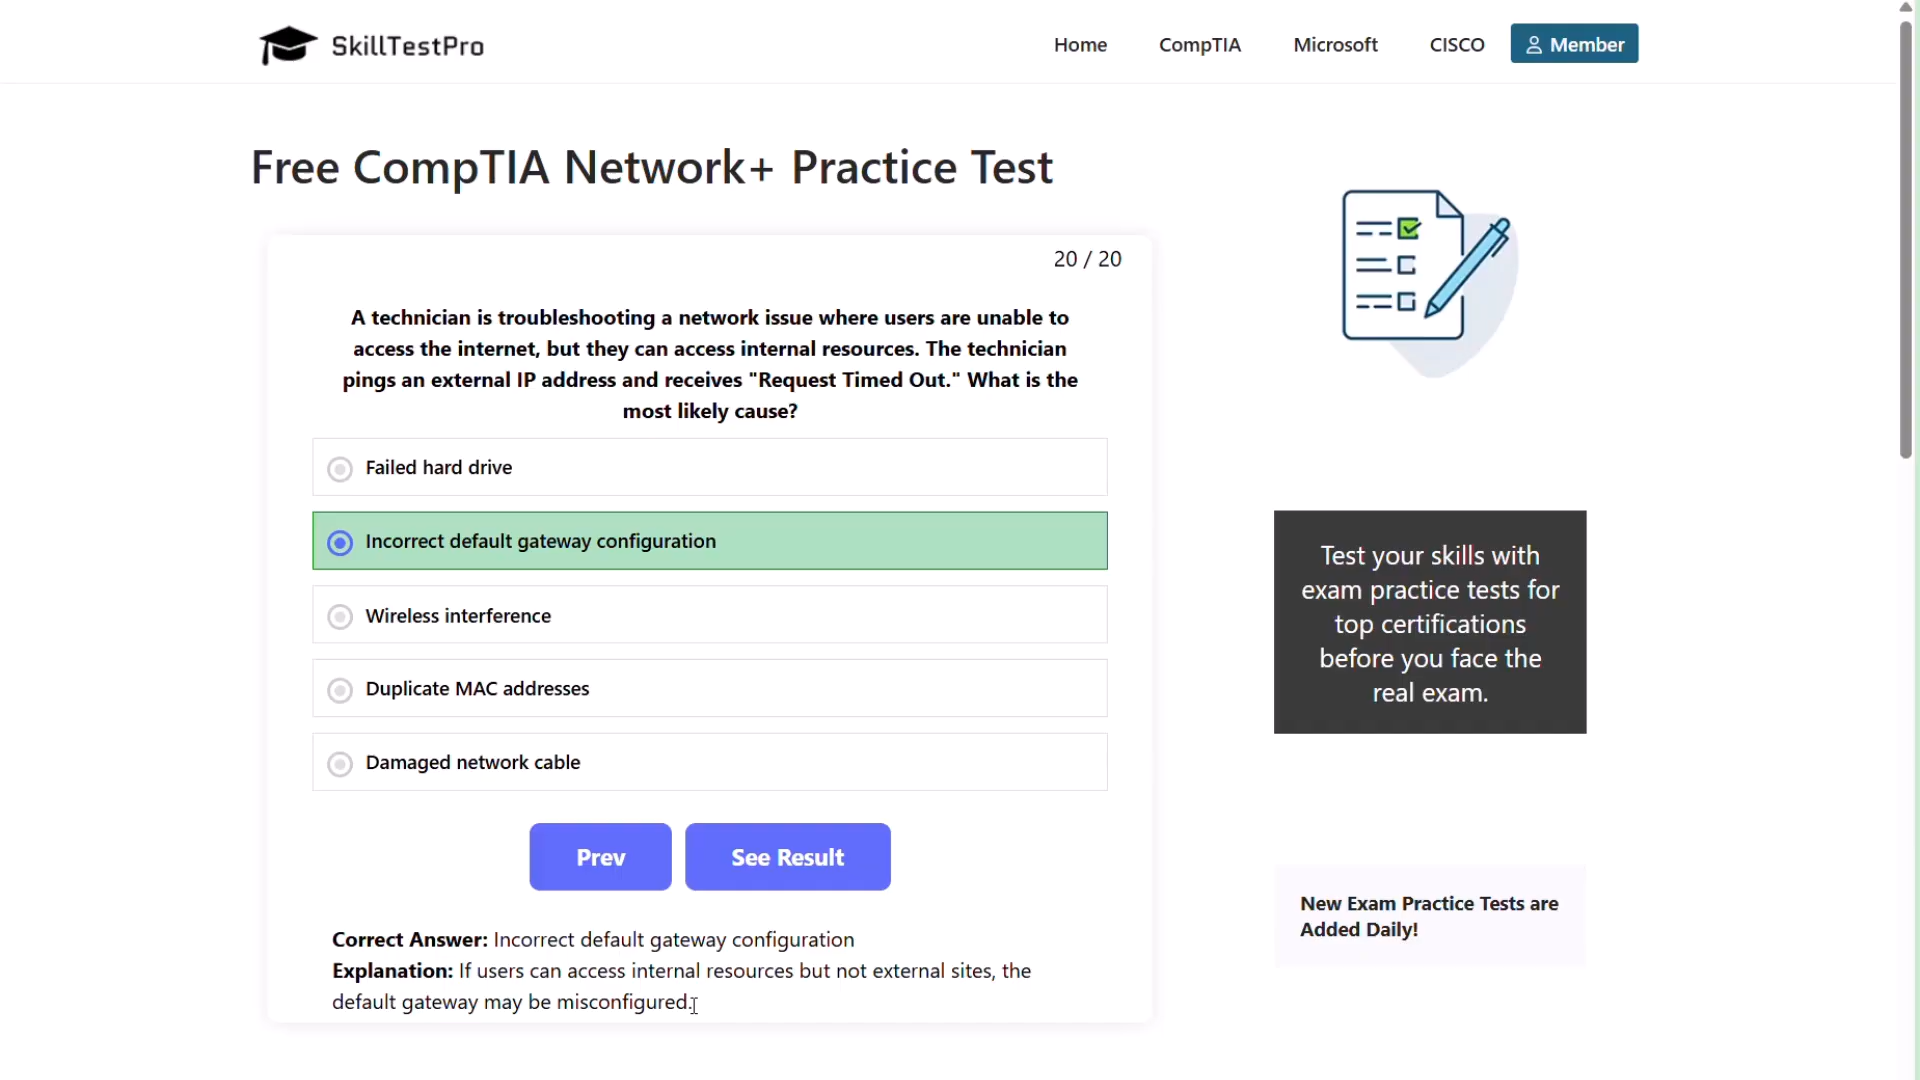 SkillTestPro
Home
CompTIA
Microsoft
CISCO
Member
Free CompTIA Network+ Practice Test
20 / 20
A technician is troubleshooting a network issue where users are unable to
access the internet, but they can access internal resources. The technician
pings an external IP address and receives "Request Timed Out." What is the
most likely cause?
Failed hard drive
Incorrect default gateway configuration
Wireless interference
Duplicate MAC addresses
Damaged network cable
Prev
See Result
Correct Answer: Incorrect default gateway configuration
Explanation: If users can access internal resources but not external sites, the
default gateway may be misconfigured.
Test your skills with
exam practice tests for
top certifications
before you face the
real exam.
New Exam Practice Tests are
Added Daily!